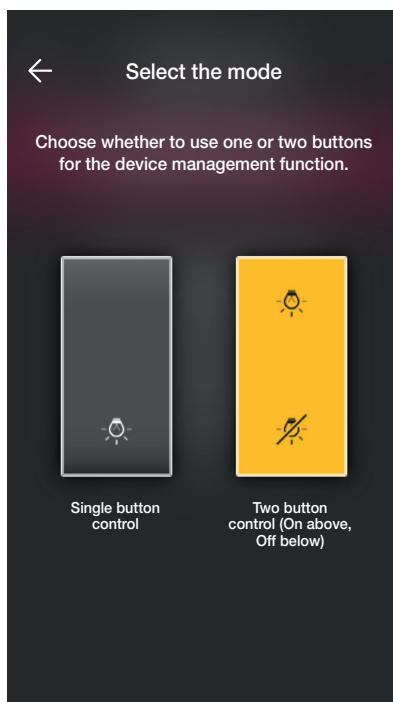 Select the mode
Choose whether to use one or two buttons
for the device management function.
Single button
control
Two button
control (On above,
Off below)